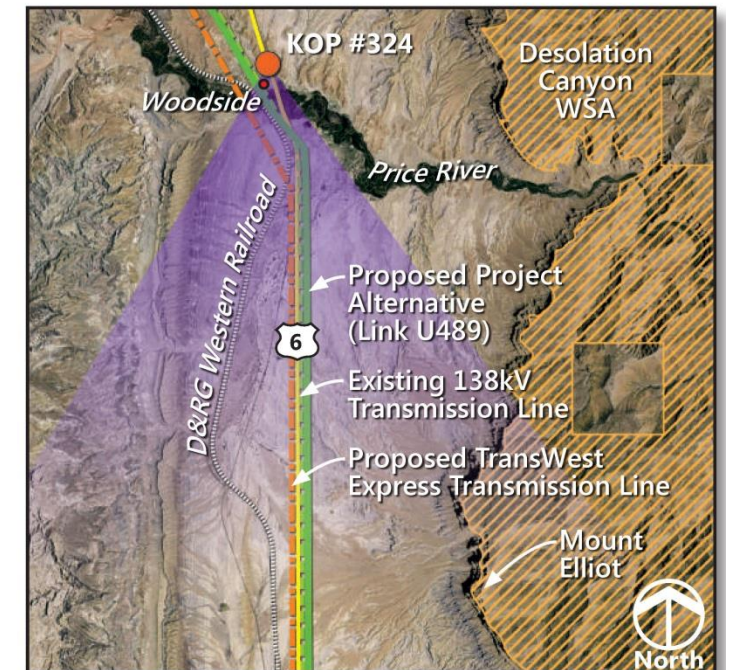 KOP #324
Desolation
Canyon
WSA
Woodside
Price River
D&RG Western Railroad
Proposed Project
Alternative
(Link U489)
6
Existing 138kV
Transmission Line
Proposed TransWest
Express Transmission Line
Mount
Elliot
North